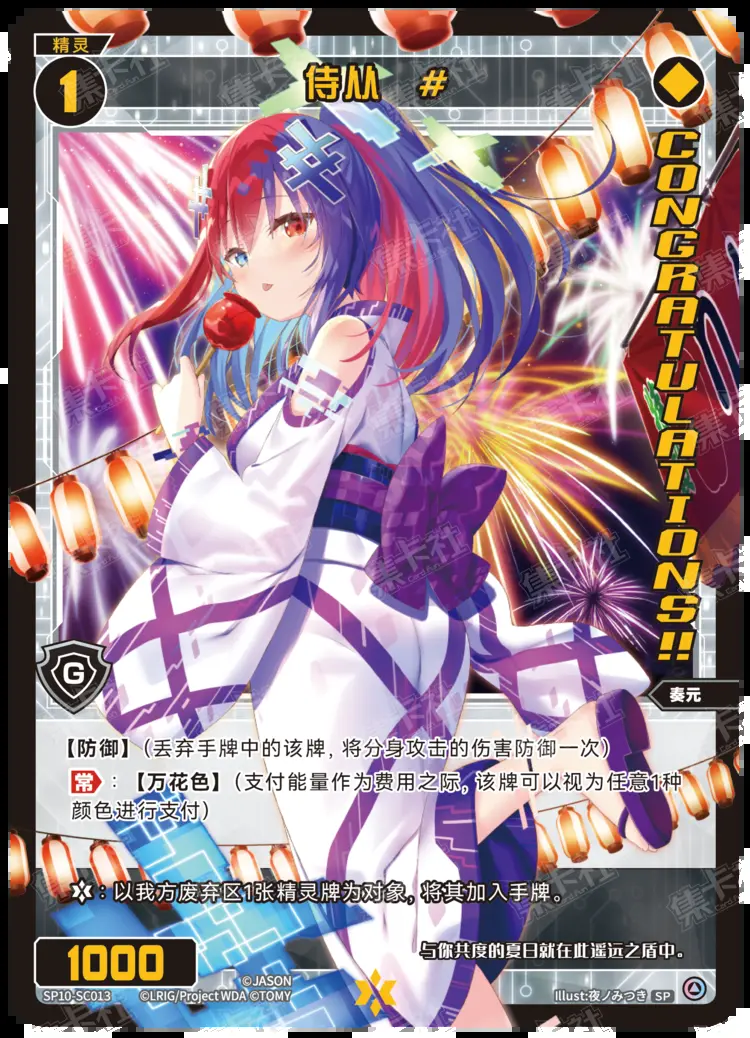 精灵
1
侍从 #
CONGRATULATIONS!!
G
奏元
【防御】（丢弃手牌中的该牌，将分身攻击的伤害防御一次）
常：【万花色】（支付能量作为费用之际，该牌可以视为任意1种
颜色进行支付）
：以我方废弃区1张精灵牌为对象，将其加入手牌。
1000
与你共度的夏日就在此遥远之盾中。
©JASON
SP10-SC013 ©LRIG/Project WDA ©TOMY
Illust:夜ノみつき SP
集卡社